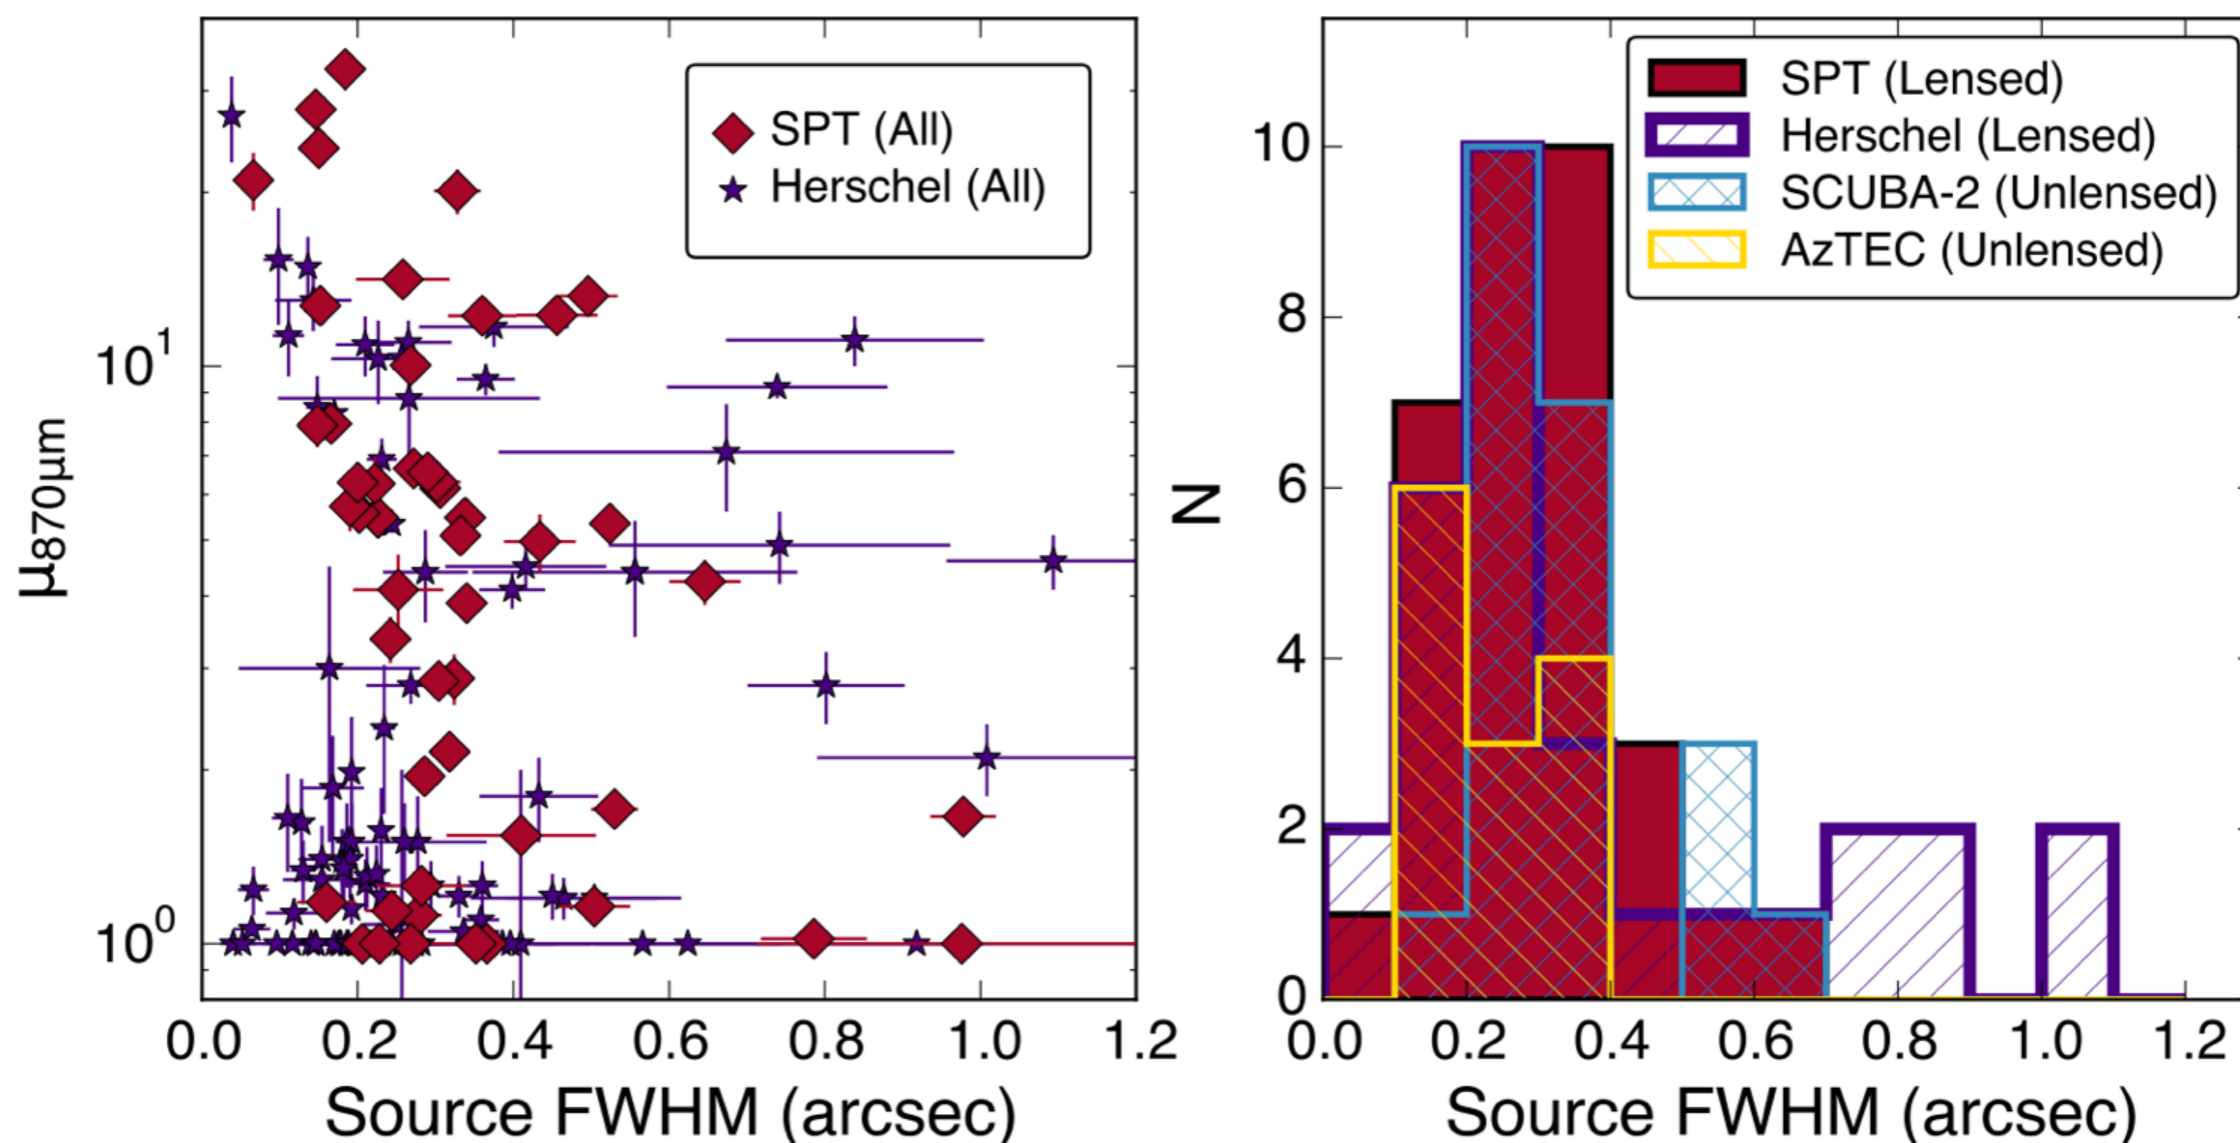 SPT (All)
Herschel (All)
10¹
10⁰
μ870μm
0.0 0.2 0.4 0.6 0.8 1.0 1.2
Source FWHM (arcsec)
SPT (Lensed)
Herschel (Lensed)
SCUBA-2 (Unlensed)
AzTEC (Unlensed)
10
8
6
4
2
0
N
0.0 0.2 0.4 0.6 0.8 1.0 1.2
Source FWHM (arcsec)